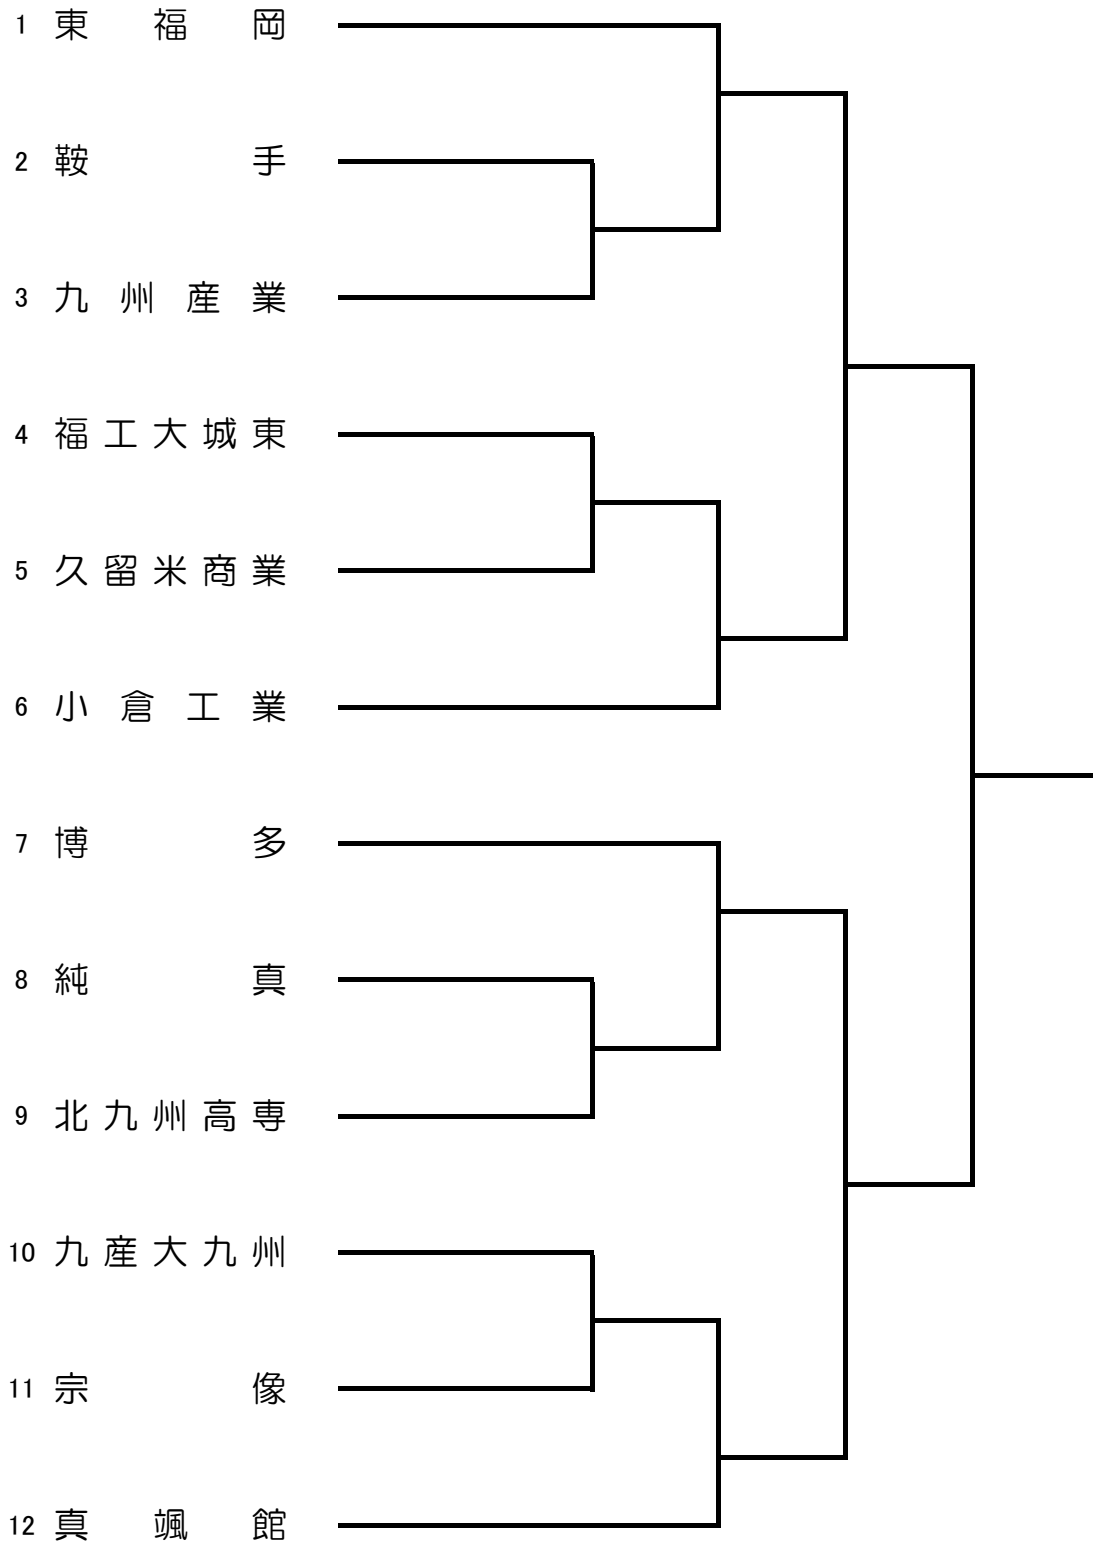 1 東福岡
2 鞍手
3 九州産業
4 福工大城東
5 久留米商業
6 小倉工業
7 博多
8 純真
9 北九州高専
10 九産大九州
11 宗像
12 真颯館